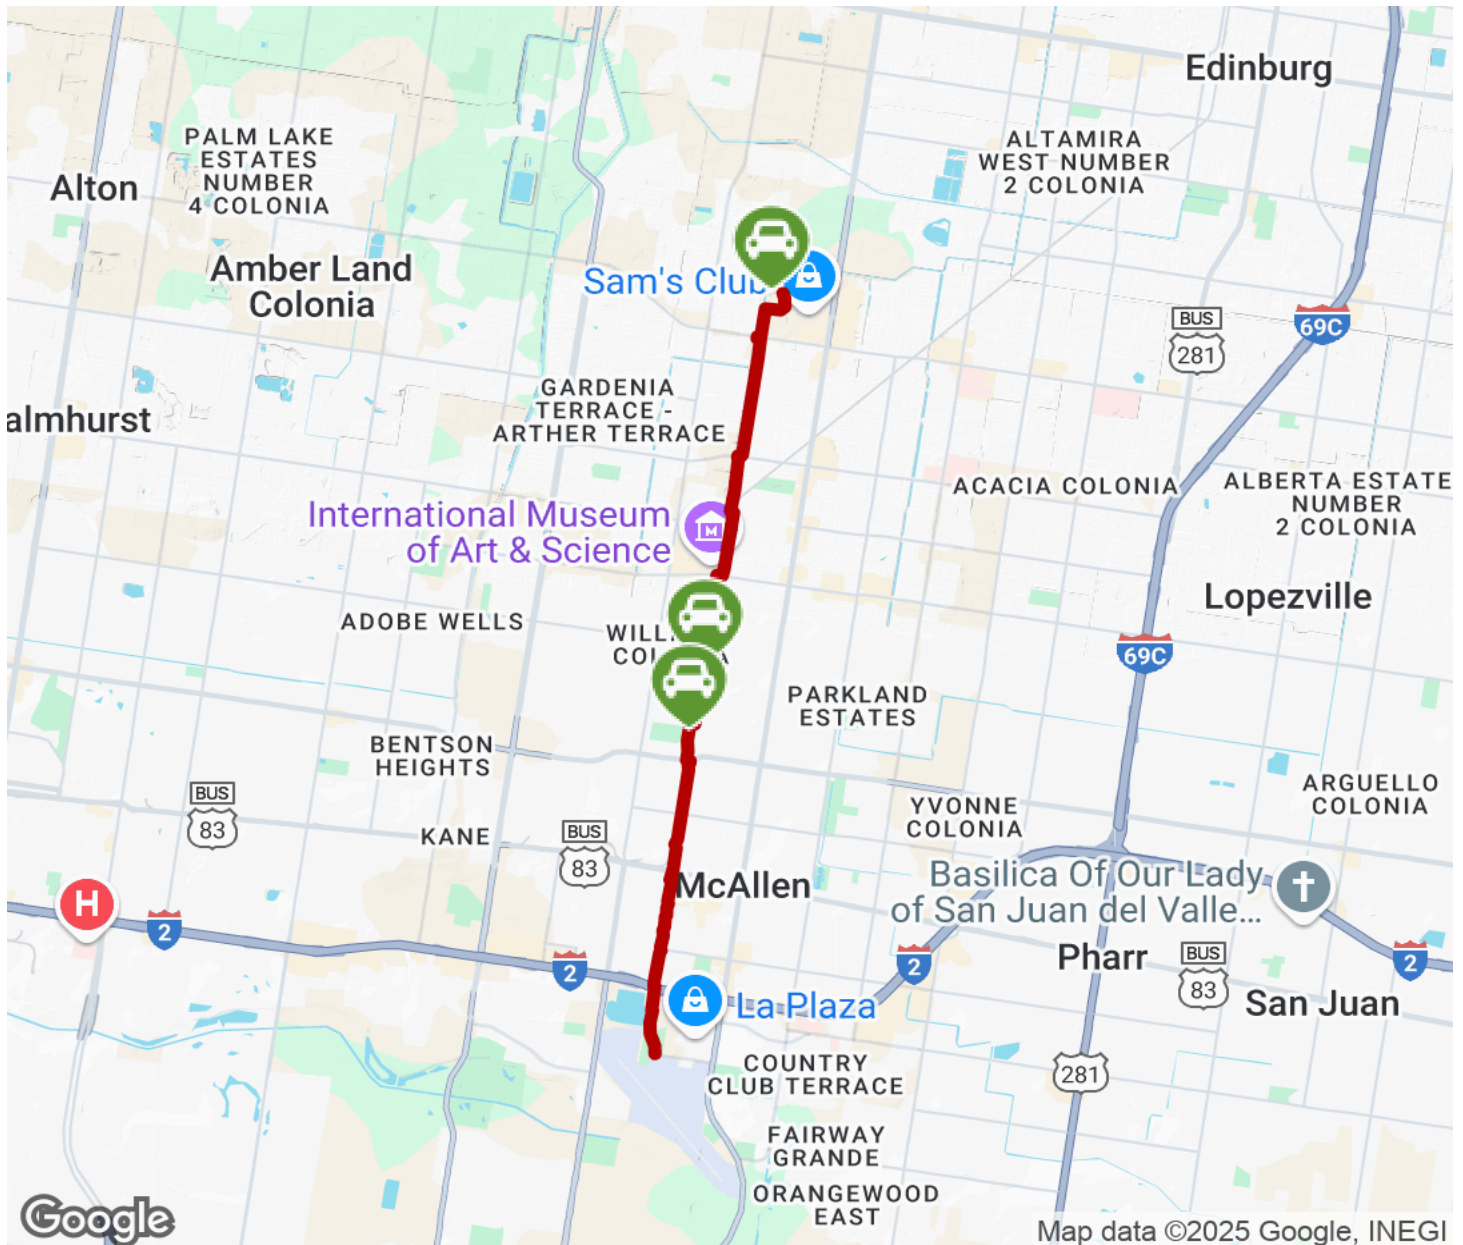 Edinburg
PALM LAKE
ESTATES
NUMBER
4 COLONIA
ALTAMIRA
WEST NUMBER
2 COLONIA
Alton
Amber Land
Colonia
Sam's Club
69C
BUS
281
GARDENIA
TERRACE -
ARTHER TERRACE
almhurst
ACACIA COLONIA
ALBERTA ESTATE
NUMBER
2 COLONIA
International Museum
of Art & Science
M
Lopezville
ADOBE WELLS
WILL
CO
A
69C
PARKLAND
ESTATES
BENTSON
HEIGHTS
BUS
83
ARGUELLO
COLONIA
YVONNE
COLONIA
KANE
BUS
83
McAllen
Basilica Of Our Lady
of San Juan del Valle...
H
2
2
2
2
Pharr
BUS
83
San Juan
La Plaza
COUNTRY
CLUB TERRACE
281
FAIRWAY
GRANDE
ORANGEWOOD
EAST
Google
Map data ©2025 Google, INEGI